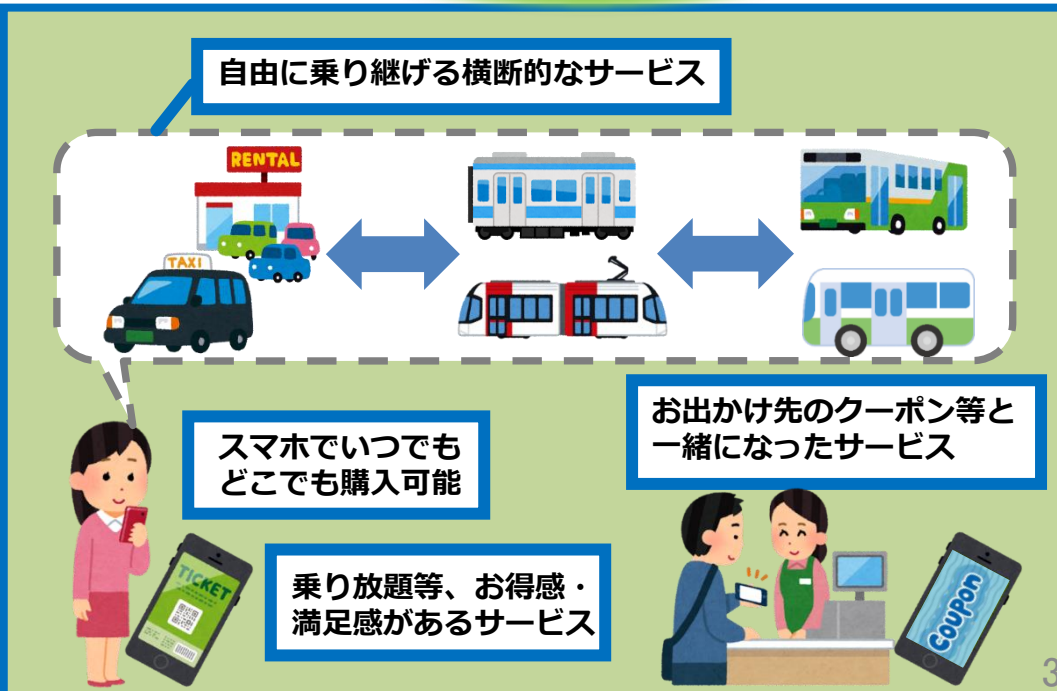 自由に乗り継げる横断的なサービス
RENTAL
TAXI
スマホでいつでも
どこでも購入可能
お出かけ先のクーポン等と
一緒になったサービス
TICKET
乗り放題等、お得感・
満足感があるサービス
Coupon
3